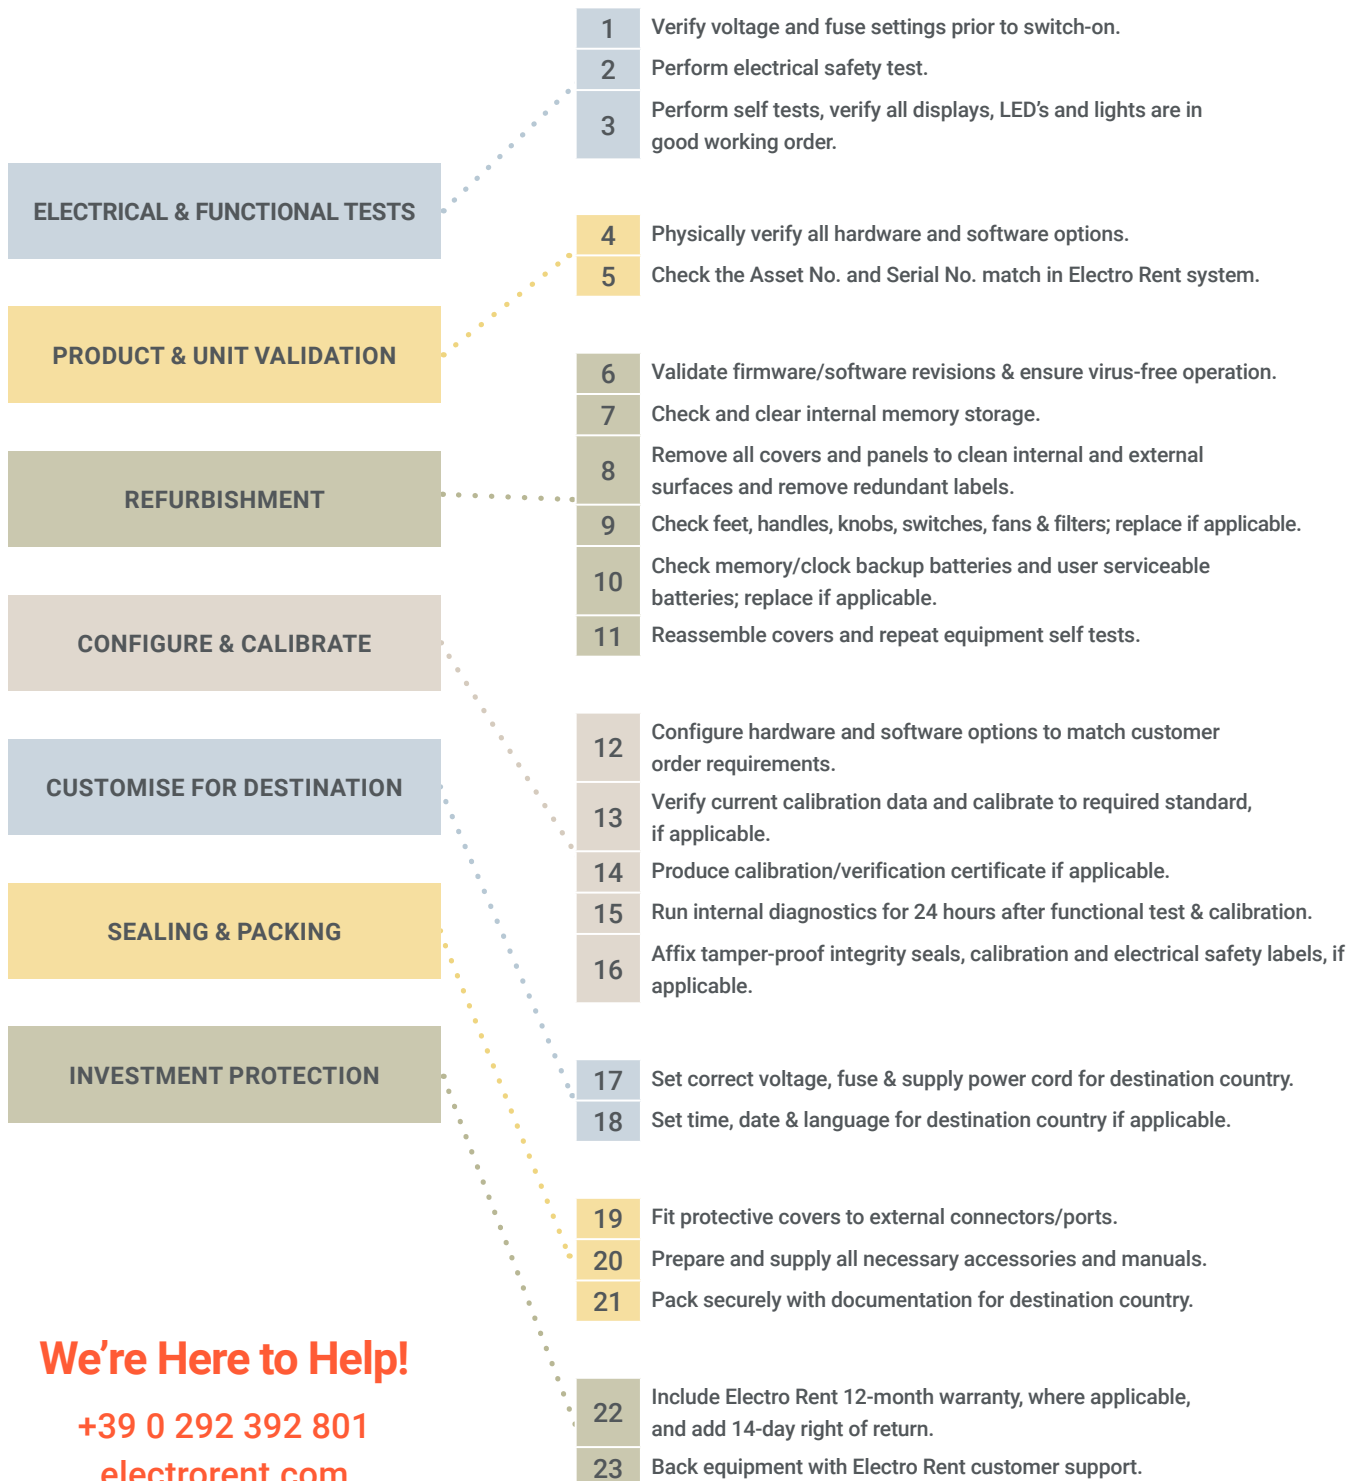 ELECTRICAL & FUNCTIONAL TESTS
PRODUCT & UNIT VALIDATION
REFURBISHMENT
CONFIGURE & CALIBRATE
CUSTOMISE FOR DESTINATION
SEALING & PACKING
INVESTMENT PROTECTION
We're Here to Help!
+39 0 292 392 801
electrorent.com
1 Verify voltage and fuse settings prior to switch-on.
2 Perform electrical safety test.
3 Perform self tests, verify all displays, LED's and lights are in
good working order.
4 Physically verify all hardware and software options.
5 Check the Asset No. and Serial No. match in Electro Rent system.
6 Validate firmware/software revisions & ensure virus-free operation.
7 Check and clear internal memory storage.
8 Remove all covers and panels to clean internal and external
surfaces and remove redundant labels.
9 Check feet, handles, knobs, switches, fans & filters; replace if applicable.
10 Check memory/clock backup batteries and user serviceable
batteries; replace if applicable.
11 Reassemble covers and repeat equipment self tests.
12 Configure hardware and software options to match customer
order requirements.
13 Verify current calibration data and calibrate to required standard,
if applicable.
14 Produce calibration/verification certificate if applicable.
15 Run internal diagnostics for 24 hours after functional test & calibration.
16 Affix tamper-proof integrity seals, calibration and electrical safety labels, if
applicable.
17 Set correct voltage, fuse & supply power cord for destination country.
18 Set time, date & language for destination country if applicable.
19 Fit protective covers to external connectors/ports.
20 Prepare and supply all necessary accessories and manuals.
21 Pack securely with documentation for destination country.
22 Include Electro Rent 12-month warranty, where applicable,
and add 14-day right of return.
23 Back equipment with Electro Rent customer support.